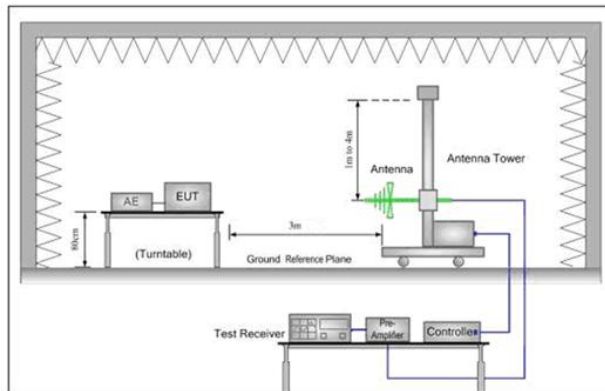 1m to 4m
Antenna
Antenna Tower
AE
EUT
80cm
(Turntable)
3m
Ground Reference Plane
Test Receiver
Pre-
Amplifier
Controller